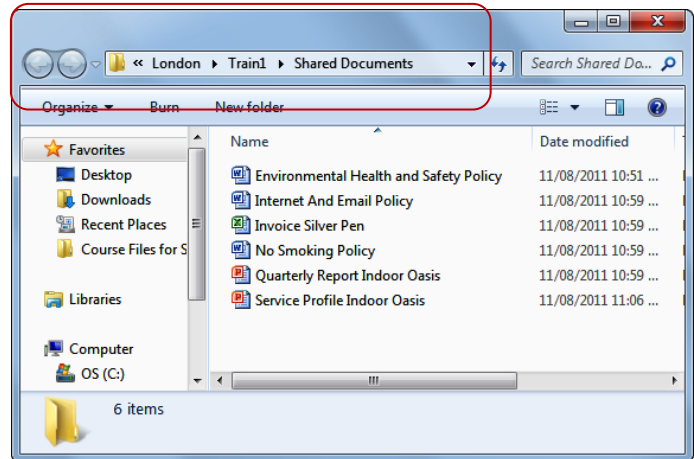 « London ▸ Train1 ▸ Shared Documents Search Shared Do...
Organize Burn New folder
Name Date modified
Favorites
Desktop
Downloads
Recent Places
Course Files for S
Libraries
Computer
OS (C:)
Environmental Health and Safety Policy 11/08/2011 10:51 ...
Internet And Email Policy 11/08/2011 10:59 ...
Invoice Silver Pen 11/08/2011 10:59 ...
No Smoking Policy 11/08/2011 10:59 ...
Quarterly Report Indoor Oasis 11/08/2011 10:59 ...
Service Profile Indoor Oasis 11/08/2011 11:06 ...
6 items